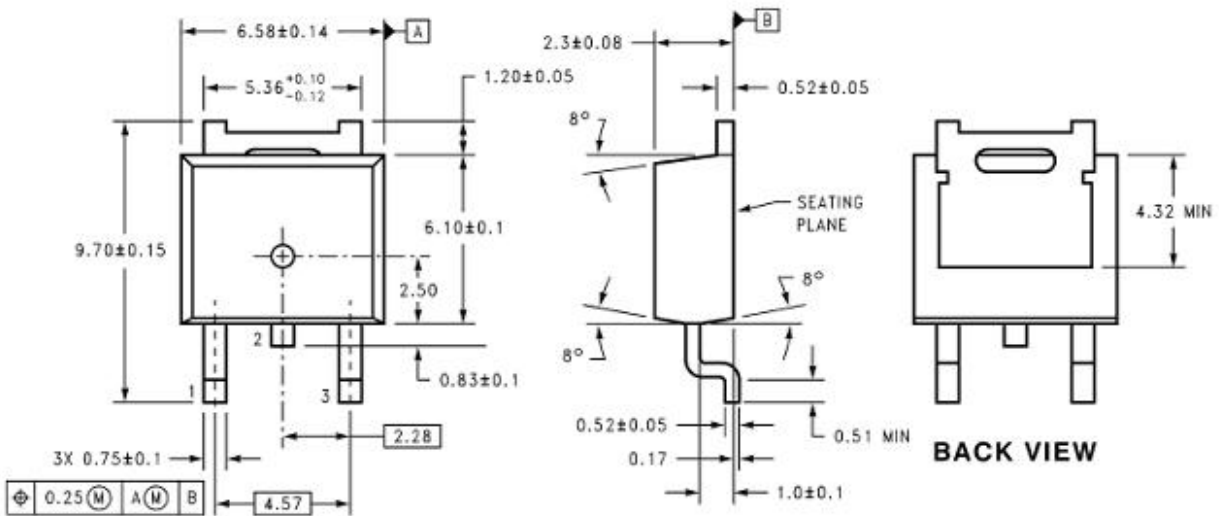 6.58±0.14
A
5.36 +0.10 -0.12
1.20±0.05
9.70±0.15
6.10±0.1
2.50
2
1
3
0.83±0.1
2.28
3X 0.75±0.1
⌖ 0.25 Ⓜ A Ⓜ B
4.57
B
2.3±0.08
0.52±0.05
8°
SEATING
PLANE
8°
8°
0.52±0.05
0.51 MIN
0.17
1.0±0.1
4.32 MIN
BACK VIEW